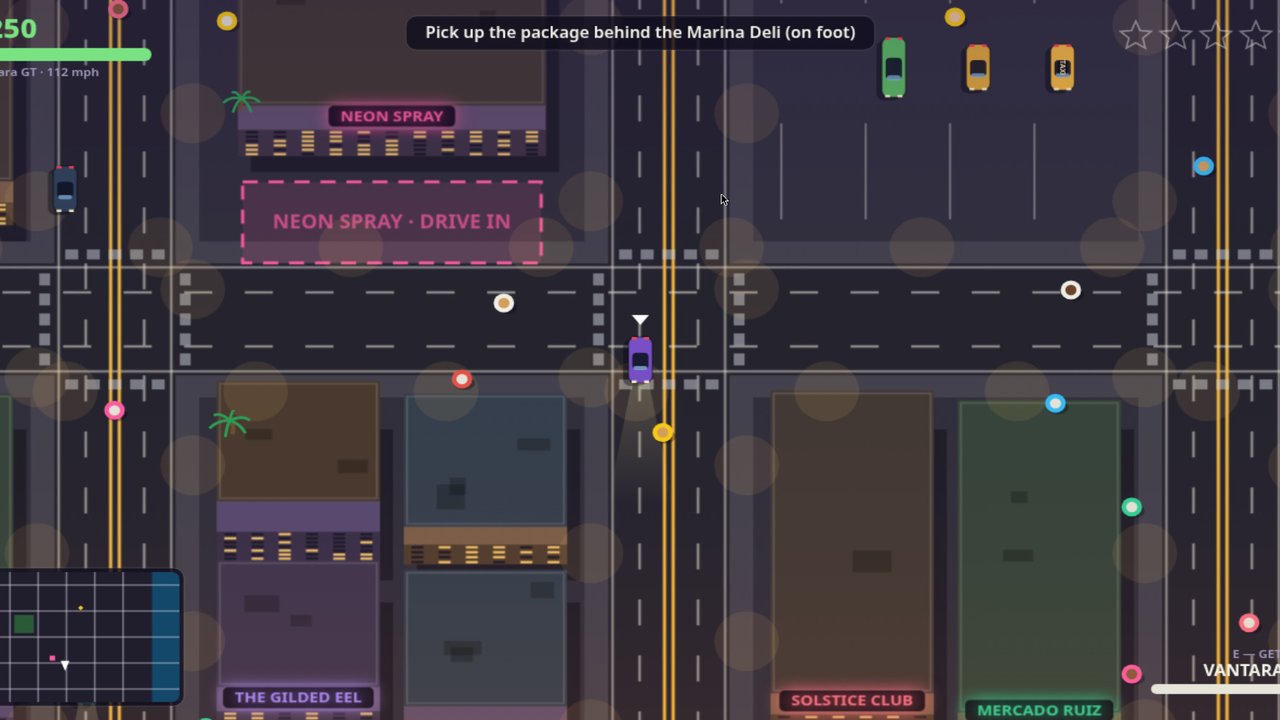 250
Pick up the package behind the Marina Deli (on foot)
ara GT · 112 mph
TAXI
NEON SPRAY
NEON SPRAY · DRIVE IN
E — GET
VANTARA
THE GILDED EEL
SOLSTICE CLUB
MERCADO RUIZ